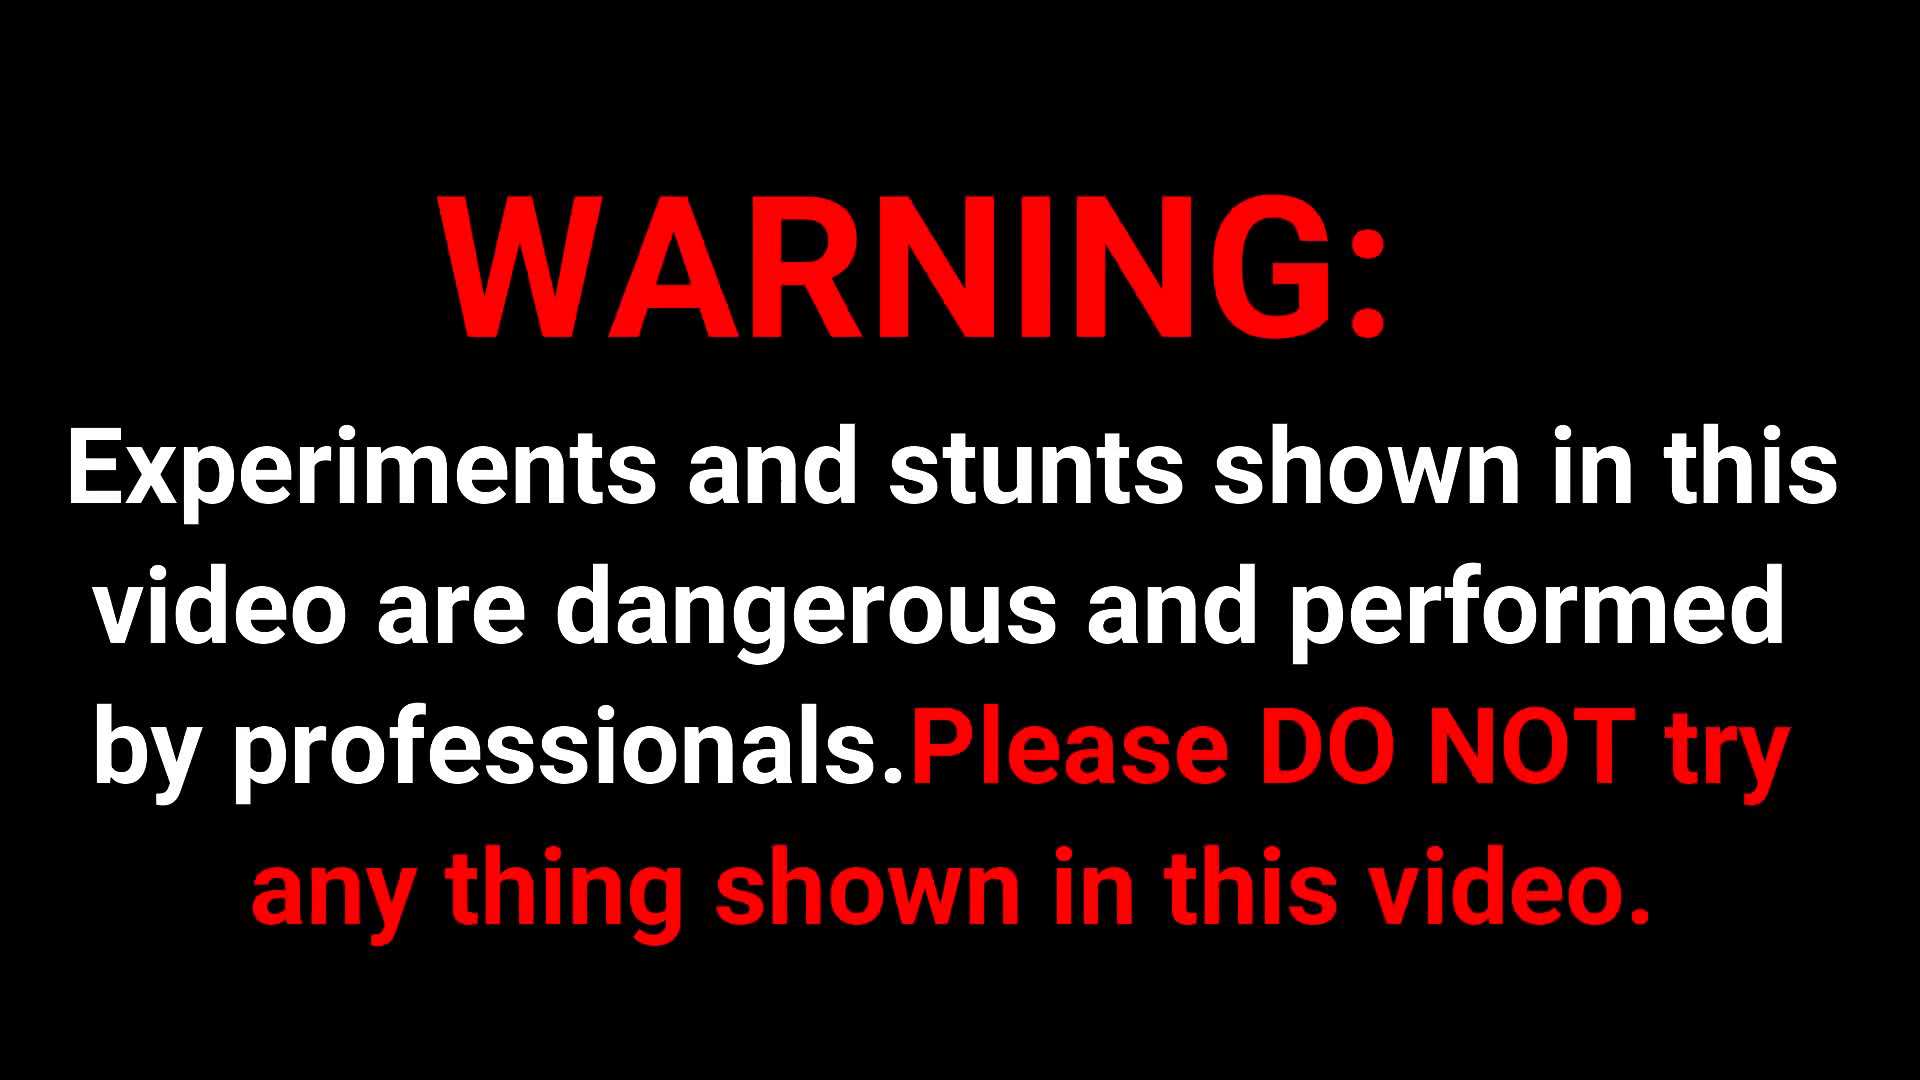 WARNING:
Experiments and stunts shown in this
video are dangerous and performed
by professionals.Please DO NOT try
any thing shown in this video.